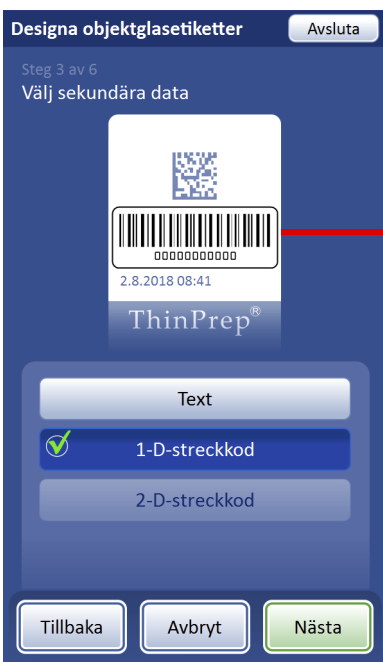 Designa objektglasetiketter
Avsluta
Steg 3 av 6
Välj sekundära data
00000000000
2.8.2018 08:41
ThinPrep®
Text
1-D-streckkod
2-D-streckkod
Tillbaka
Avbryt
Nästa